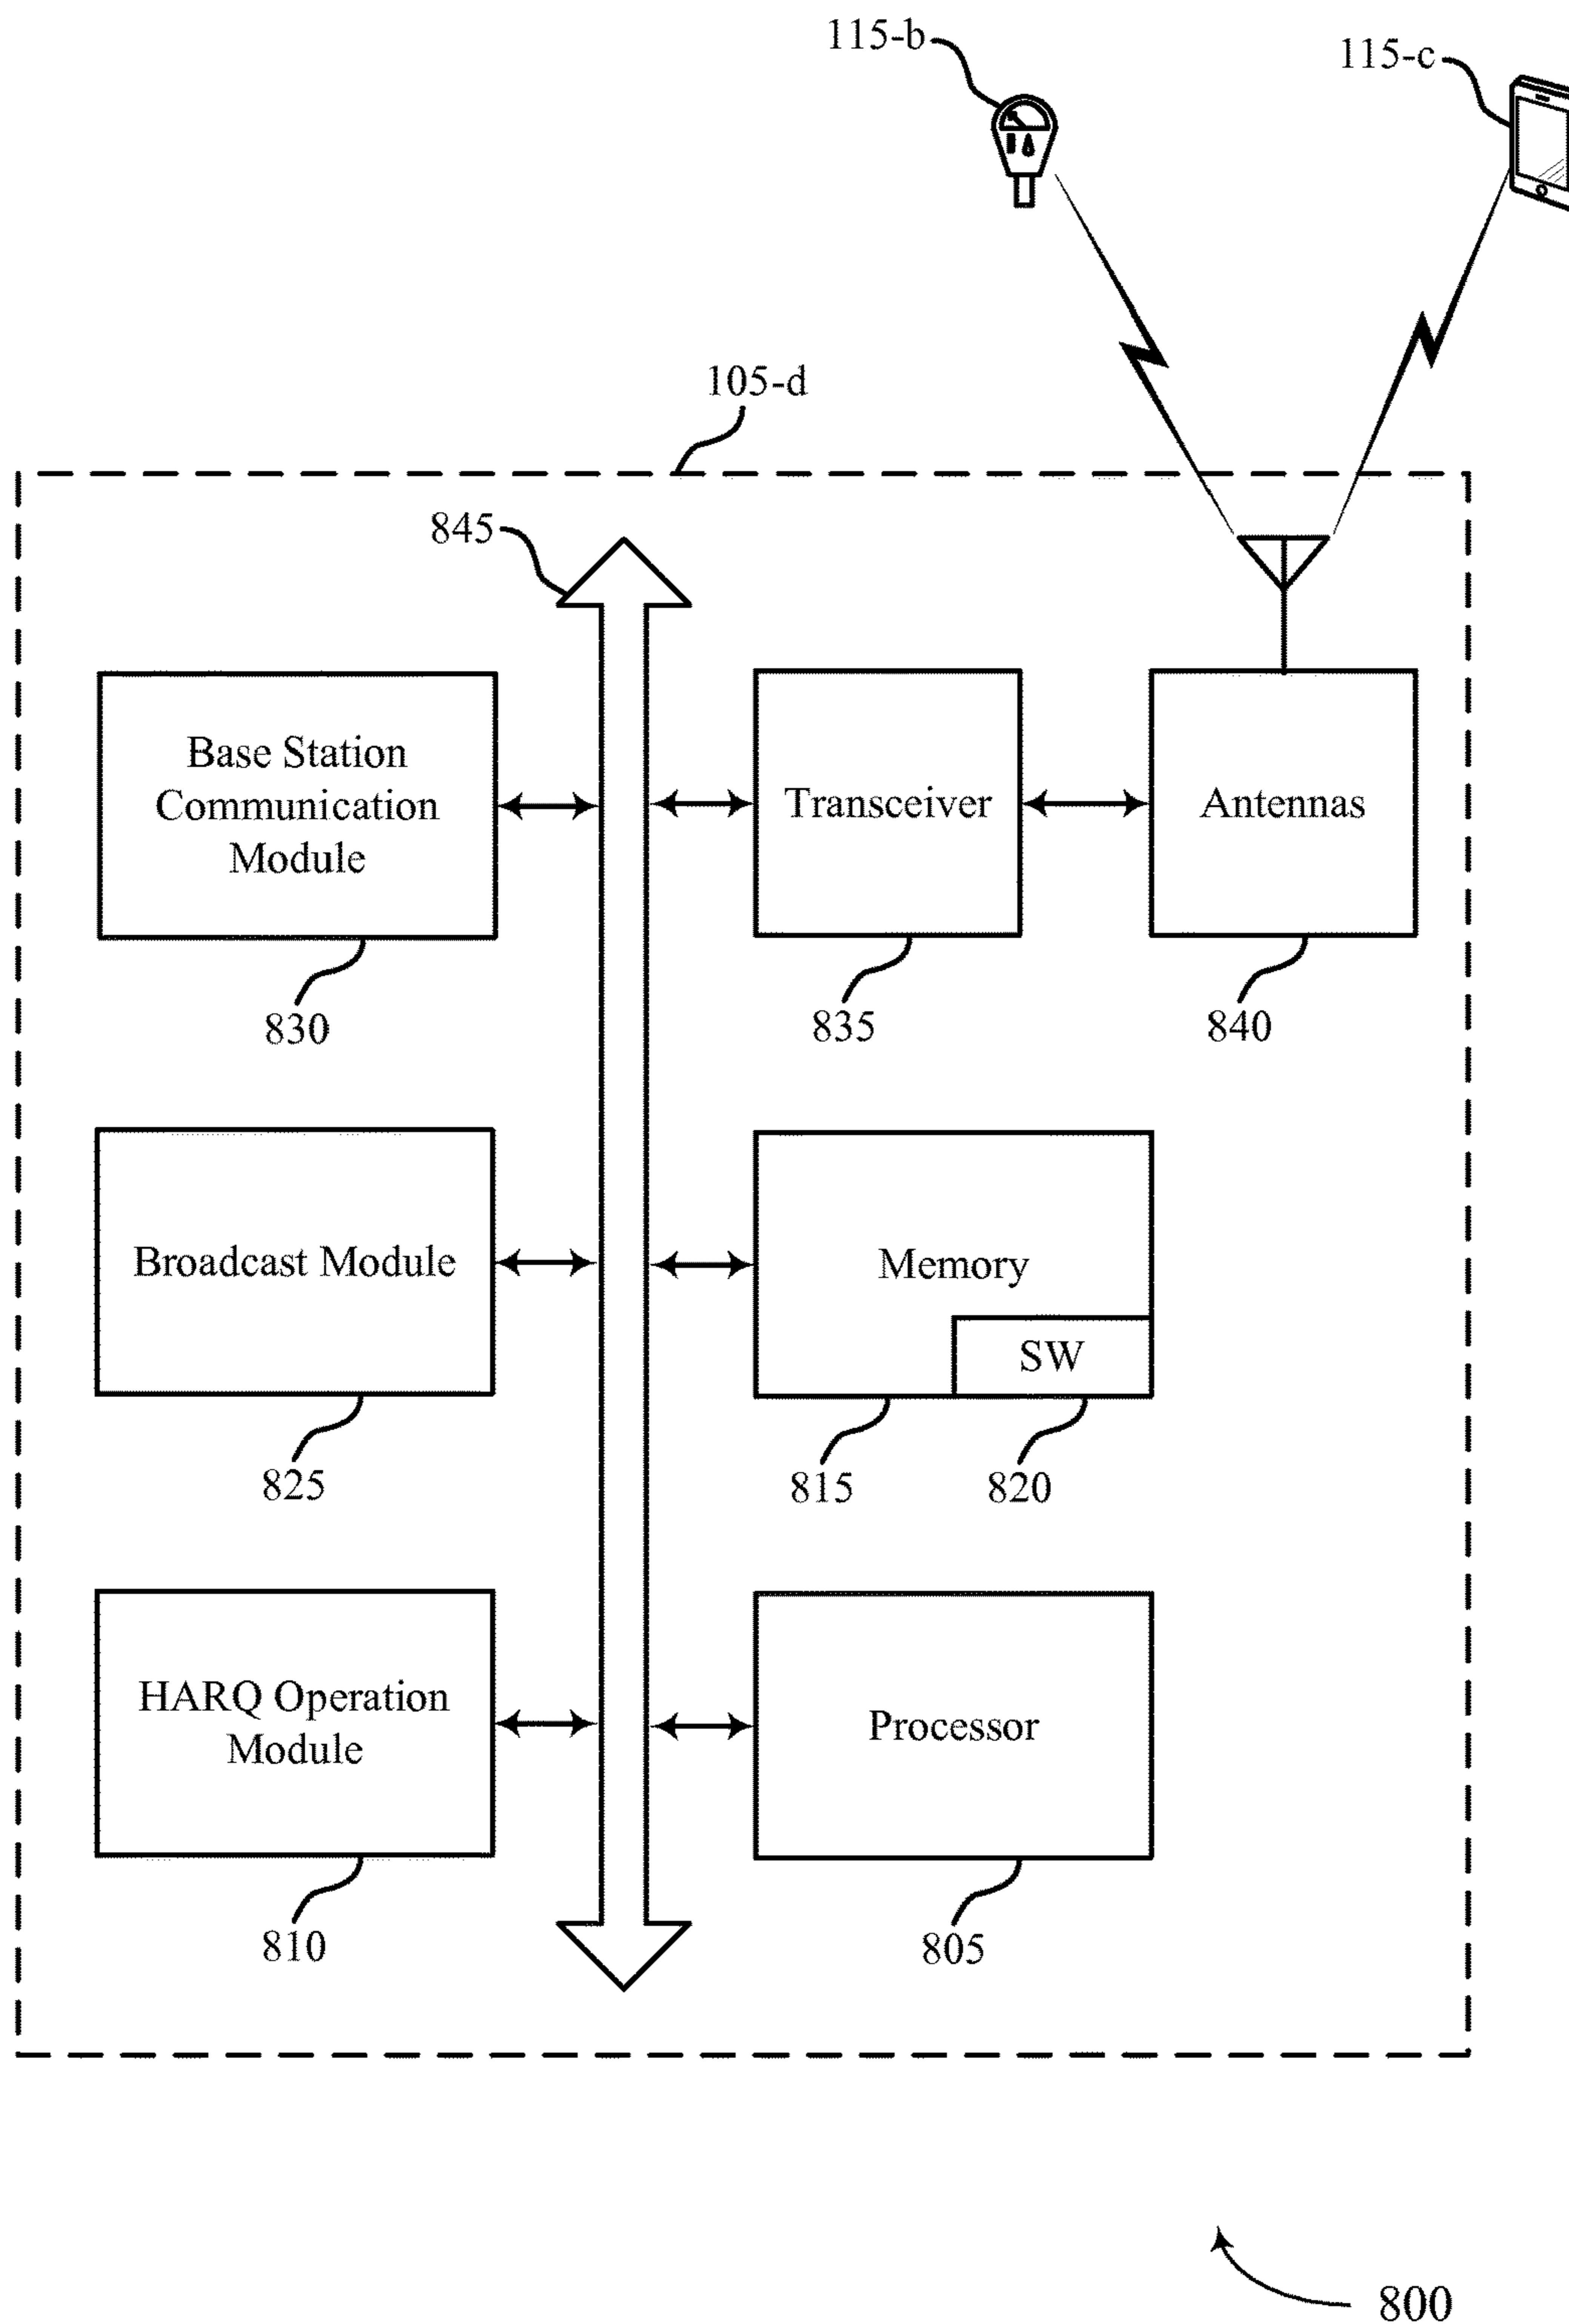 115-b
115-c
105-d
845
Base Station
Communication
Module
Transceiver
Antennas
830
835
840
Broadcast Module
Memory
SW
825
815
820
HARQ Operation
Module
Processor
810
805
800